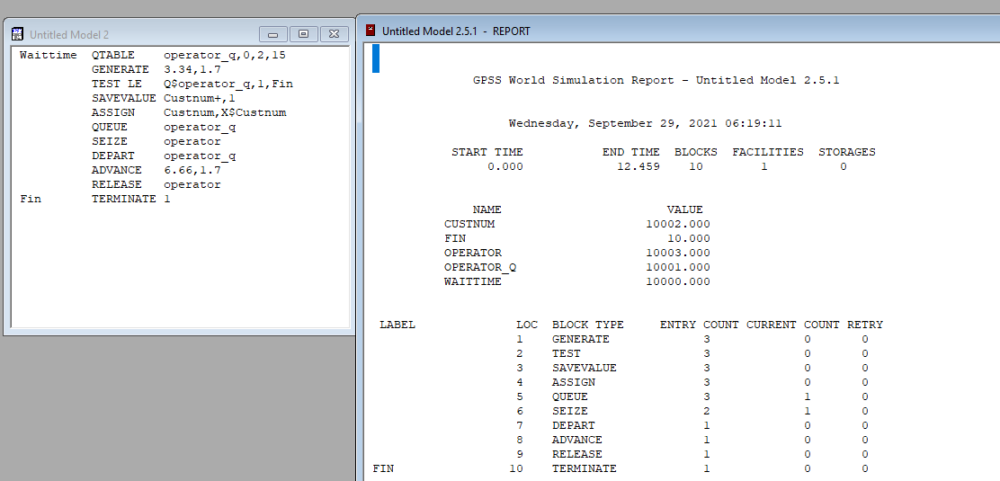 Untitled Model 2
Waittime QTABLE operator_q,0,2,15
GENERATE 3.34,1.7
TEST LE Q$operator_q,1,Fin
SAVEVALUE Custnum+,1
ASSIGN Custnum,X$Custnum
QUEUE operator_q
SEIZE operator
DEPART operator_q
ADVANCE 6.66,1.7
RELEASE operator
Fin TERMINATE 1
Untitled Model 2.5.1 - REPORT
GPSS World Simulation Report - Untitled Model 2.5.1
Wednesday, September 29, 2021 06:19:11
START TIME END TIME BLOCKS FACILITIES STORAGES
0.000 12.459 10 1 0
NAME VALUE
CUSTNUM 10002.000
FIN 10.000
OPERATOR 10003.000
OPERATOR_Q 10001.000
WAITTIME 10000.000
LABEL LOC BLOCK TYPE ENTRY COUNT CURRENT COUNT RETRY
1 GENERATE 3 0 0
2 TEST 3 0 0
3 SAVEVALUE 3 0 0
4 ASSIGN 3 0 0
5 QUEUE 3 1 0
6 SEIZE 2 1 0
7 DEPART 1 0 0
8 ADVANCE 1 0 0
9 RELEASE 1 0 0
FIN 10 TERMINATE 1 0 0